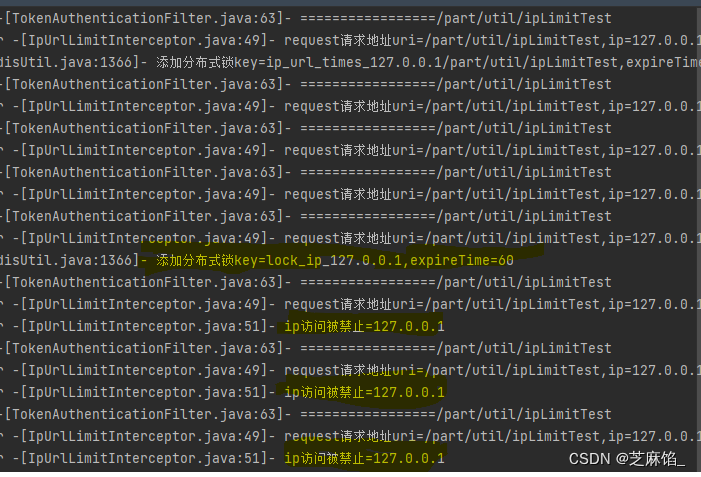 -[TokenAuthenticationFilter.java:63]- =================/part/util/ipLimitTest
r -[IpUrlLimitInterceptor.java:49]- request请求地址uri=/part/util/ipLimitTest,ip=127.0.0.1
disUtil.java:1366]- 添加分布式锁key=ip_url_times_127.0.0.1/part/util/ipLimitTest,expireTime
-[TokenAuthenticationFilter.java:63]- =================/part/util/ipLimitTest
r -[IpUrlLimitInterceptor.java:49]- request请求地址uri=/part/util/ipLimitTest,ip=127.0.0.1
-[TokenAuthenticationFilter.java:63]- =================/part/util/ipLimitTest
r -[IpUrlLimitInterceptor.java:49]- request请求地址uri=/part/util/ipLimitTest,ip=127.0.0.1
-[TokenAuthenticationFilter.java:63]- =================/part/util/ipLimitTest
r -[IpUrlLimitInterceptor.java:49]- request请求地址uri=/part/util/ipLimitTest,ip=127.0.0.1
-[TokenAuthenticationFilter.java:63]- =================/part/util/ipLimitTest
r -[IpUrlLimitInterceptor.java:49]- request请求地址uri=/part/util/ipLimitTest,ip=127.0.0.1
disUtil.java:1366]- 添加分布式锁key=lock_ip_127.0.0.1,expireTime=60
-[TokenAuthenticationFilter.java:63]- =================/part/util/ipLimitTest
r -[IpUrlLimitInterceptor.java:49]- request请求地址uri=/part/util/ipLimitTest,ip=127.0.0.1
r -[IpUrlLimitInterceptor.java:51]- ip访问被禁止=127.0.0.1
-[TokenAuthenticationFilter.java:63]- =================/part/util/ipLimitTest
r -[IpUrlLimitInterceptor.java:49]- request请求地址uri=/part/util/ipLimitTest,ip=127.0.0.1
r -[IpUrlLimitInterceptor.java:51]- ip访问被禁止=127.0.0.1
-[TokenAuthenticationFilter.java:63]- =================/part/util/ipLimitTest
r -[IpUrlLimitInterceptor.java:49]- request请求地址uri=/part/util/ipLimitTest,ip=127.0.0.1
r -[IpUrlLimitInterceptor.java:51]- ip访问被禁止=127.0.0.1
CSDN @芝麻馅_